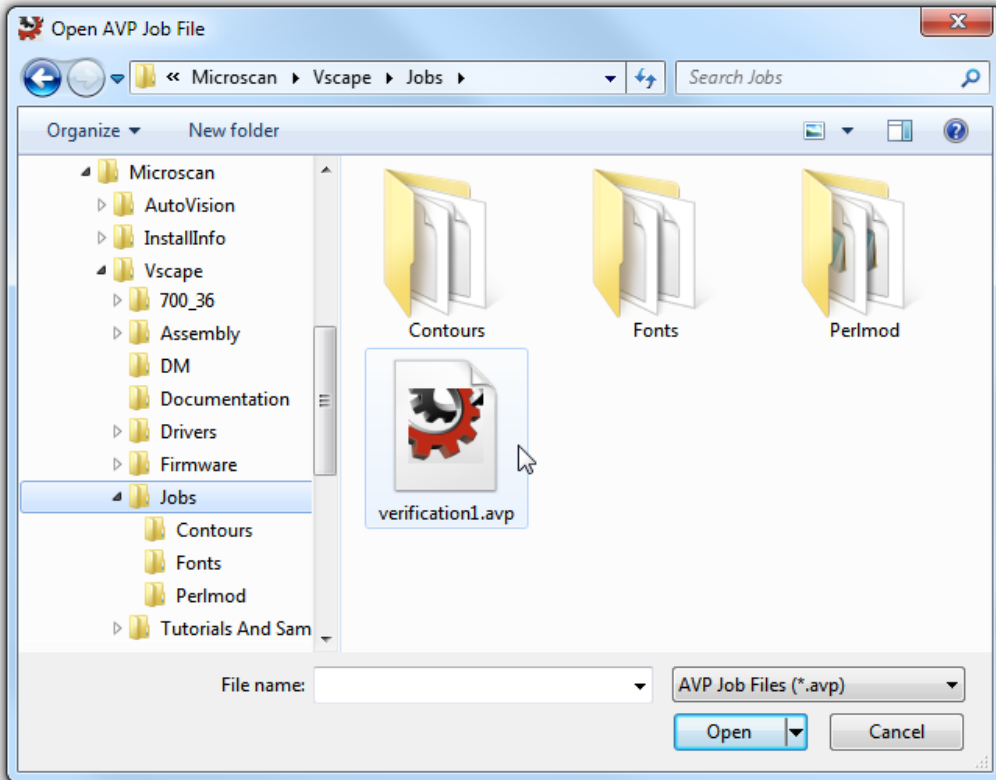 Open AVP Job File
« Microscan Vscape Jobs
Search Jobs
Organize New folder
Microscan
AutoVision
InstallInfo
Vscape
700_36
Assembly
DM
Documentation
Drivers
Firmware
Jobs
Contours
Fonts
Perlmod
Tutorials And Sam
Contours Fonts Perlmod
verification1.avp
File name: AVP Job Files (*.avp)
Open Cancel